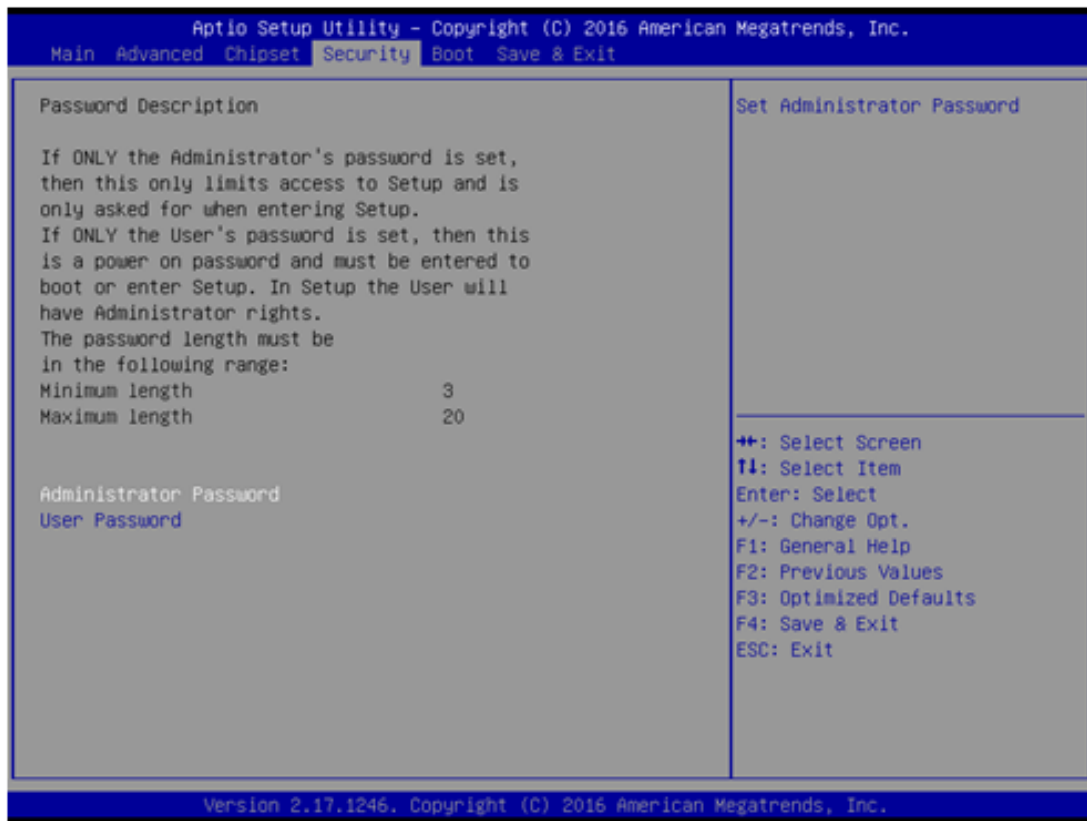 Aptio Setup Utility – Copyright (C) 2016 American Megatrends, Inc.
Main Advanced Chipset Security Boot Save & Exit
Password Description
If ONLY the Administrator's password is set,
then this only limits access to Setup and is
only asked for when entering Setup.
If ONLY the User's password is set, then this
is a power on password and must be entered to
boot or enter Setup. In Setup the User will
have Administrator rights.
The password length must be
in the following range:
Minimum length 3
Maximum length 20
Administrator Password
User Password
Set Administrator Password
→←: Select Screen
↑↓: Select Item
Enter: Select
+/-: Change Opt.
F1: General Help
F2: Previous Values
F3: Optimized Defaults
F4: Save & Exit
ESC: Exit
Version 2.17.1246. Copyright (C) 2016 American Megatrends, Inc.